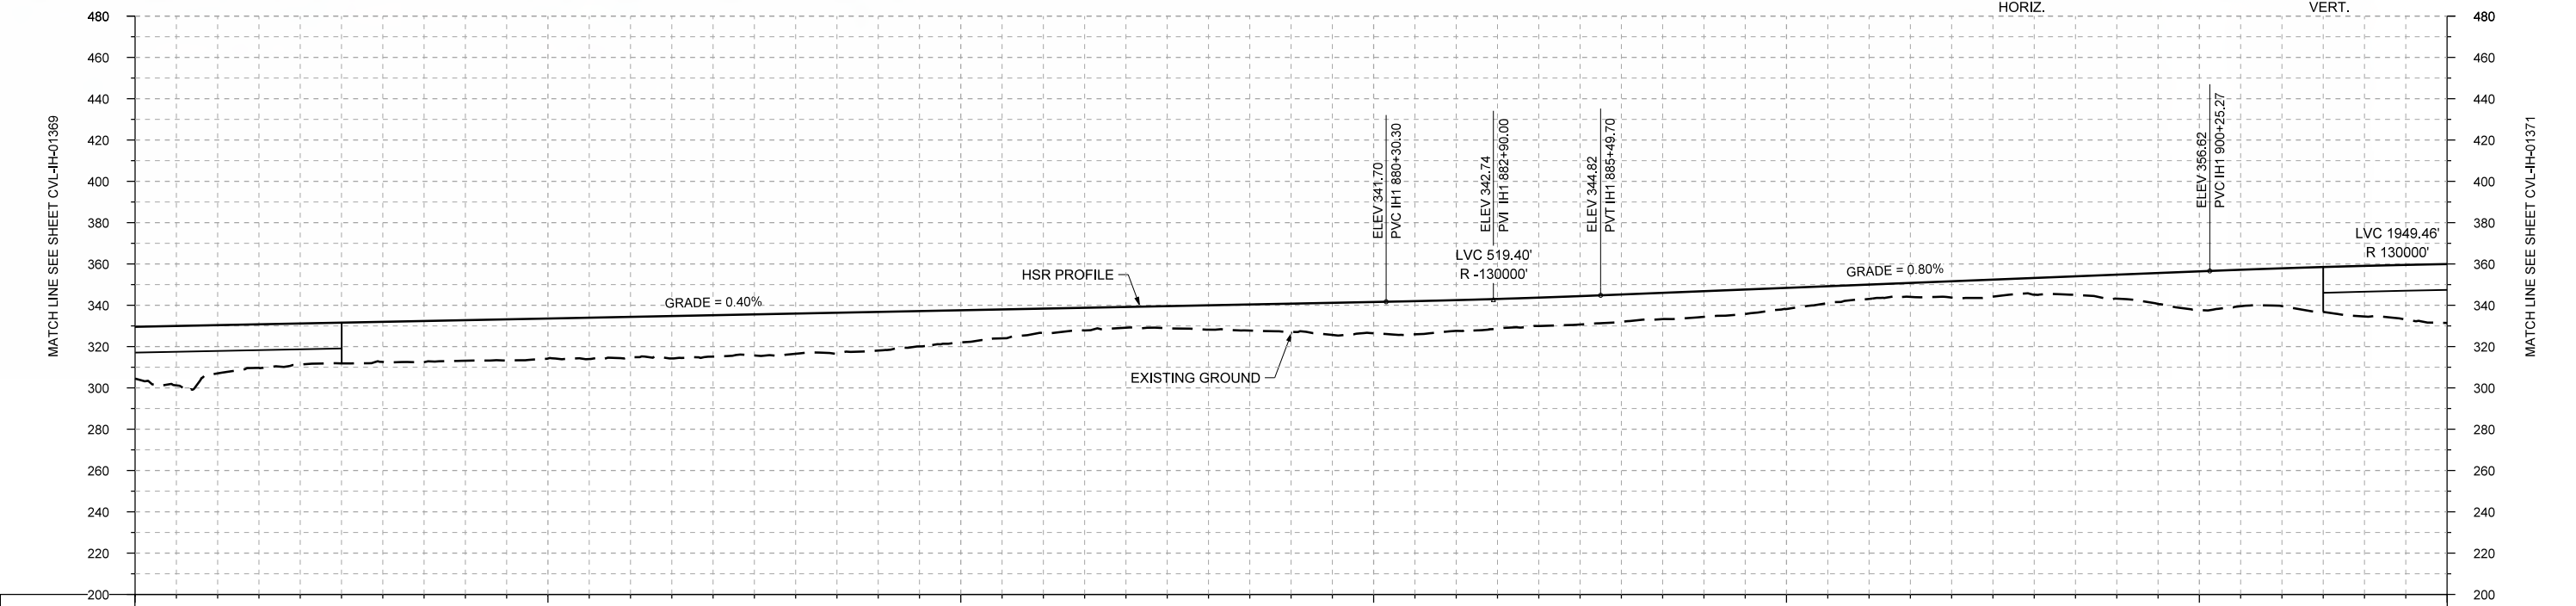 HORIZ.
VERT.
480
460
440
420
400
380
360
340
320
300
280
260
240
220
200
MATCH LINE SEE SHEET CVL-IH-01369
GRADE = 0.40%
HSR PROFILE
EXISTING GROUND
ELEV 341.70
PVC IH1 880+30.30
ELEV 342.74
PVI IH1 882+90.00
LVC 519.40'
R -130000'
ELEV 344.82
PVT IH1 885+49.70
GRADE = 0.80%
ELEV 356.62
PVC IH1 900+25.27
LVC 1949.46'
R 130000'
480
460
440
420
400
380
360
340
320
300
280
260
240
220
200
MATCH LINE SEE SHEET CVL-IH-01371